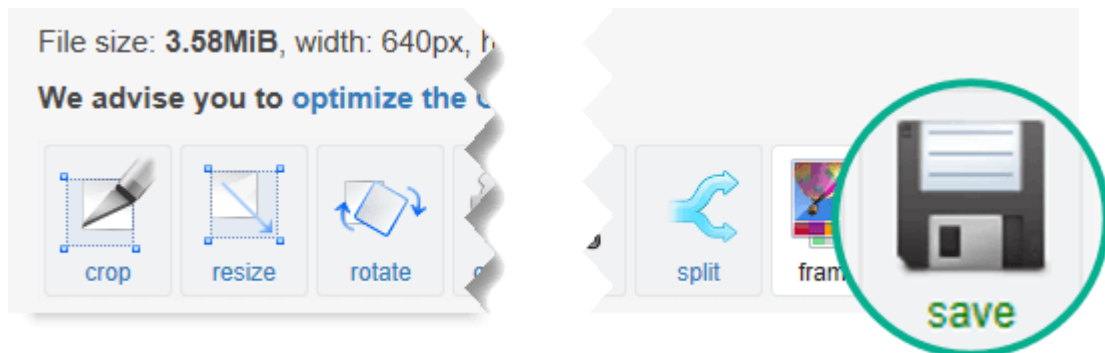 File size: 3.58MiB, width: 640px,
We advise you to optimize the
crop resize rotate split save